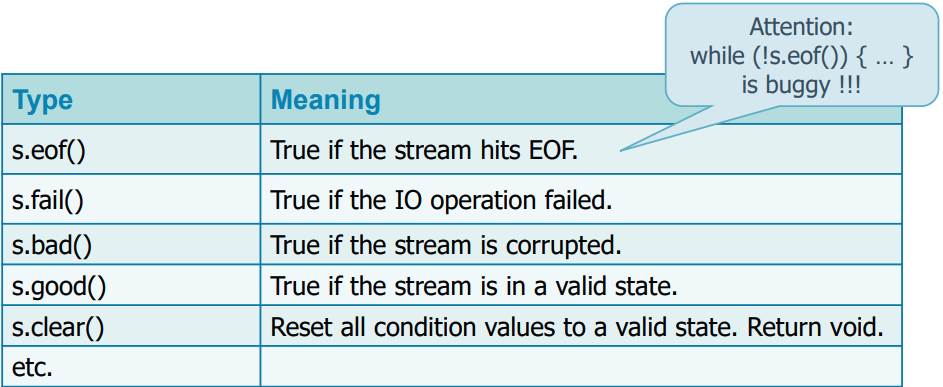 Attention:
while (!s.eof()) { … }
is buggy !!!
Type Meaning
s.eof() True if the stream hits EOF.
s.fail() True if the IO operation failed.
s.bad() True if the stream is corrupted.
s.good() True if the stream is in a valid state.
s.clear() Reset all condition values to a valid state. Return void.
etc.